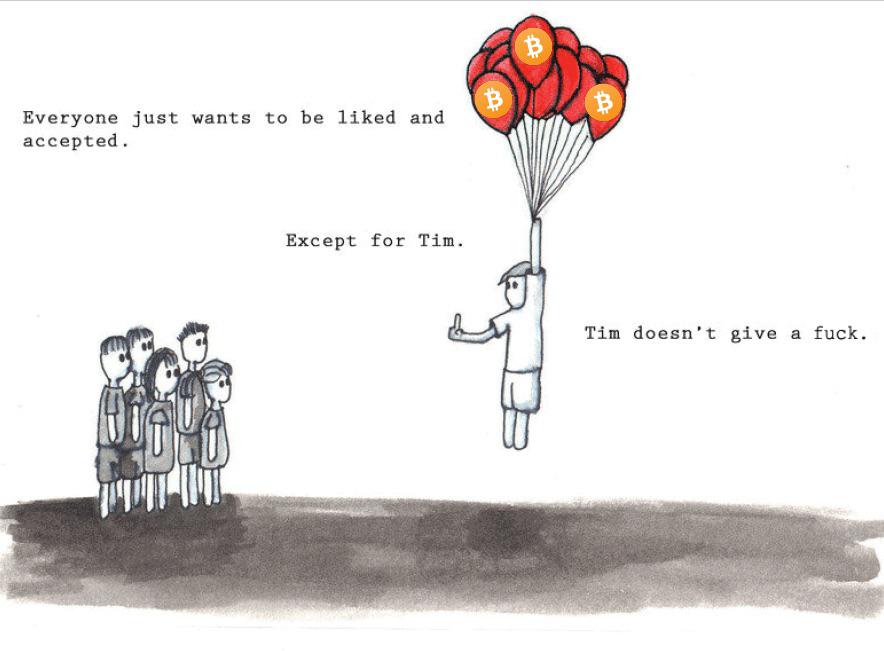 Everyone just wants to be liked and
accepted.
Except for Tim.
Tim doesn't give a fuck.